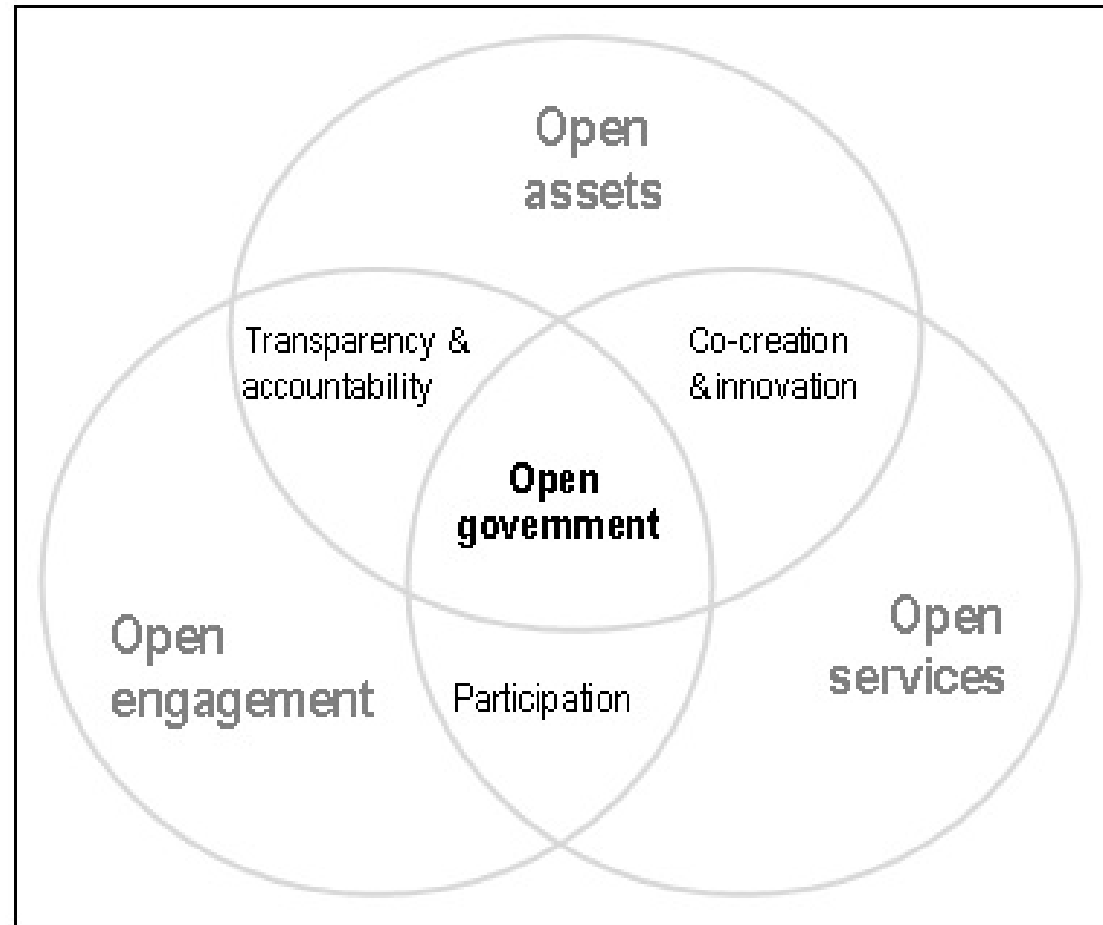 Open
assets
Transparency &
accountability
Co-creation
&innovation
Open
government
Open
engagement
Open
services
Participation